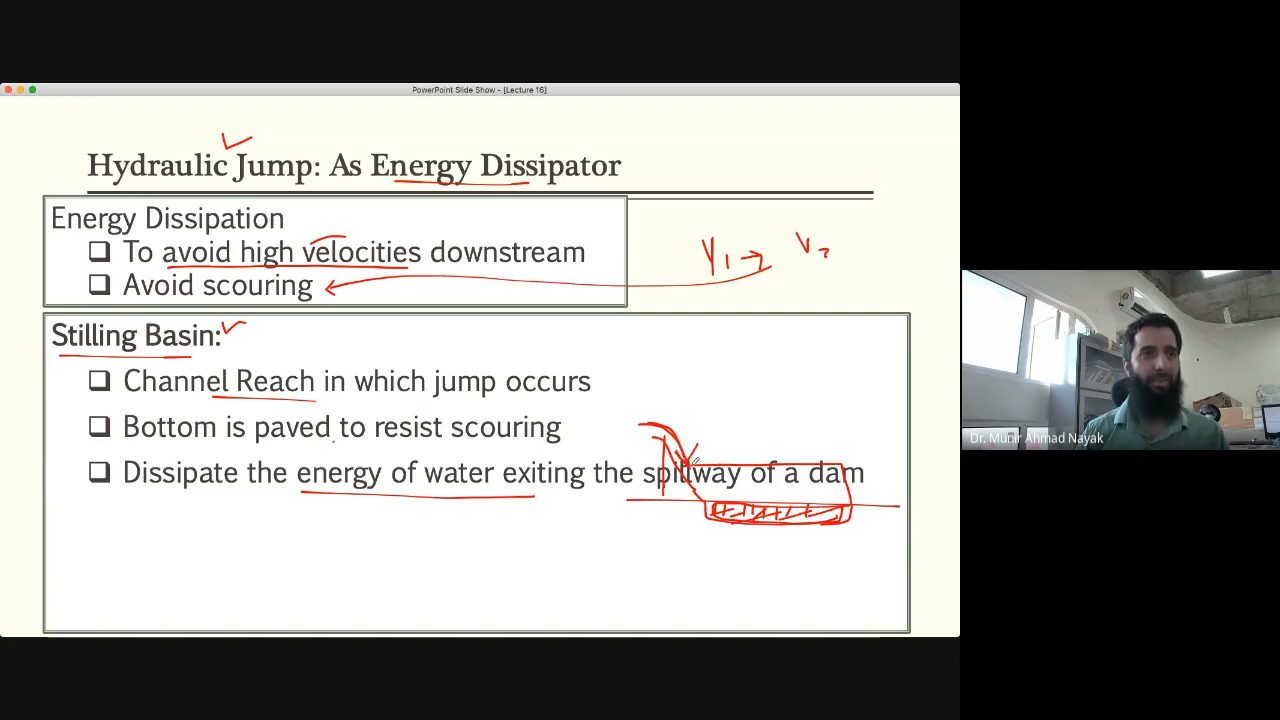 PowerPoint Slide Show - [Lecture 16]
Hydraulic Jump: As Energy Dissipator
Energy Dissipation
To avoid high velocities downstream
Avoid scouring
y1 → V2
Stilling Basin:
Channel Reach in which jump occurs
Bottom is paved to resist scouring
Dissipate the energy of water exiting the spillway of a dam
Dr. Munir Ahmad Nayak